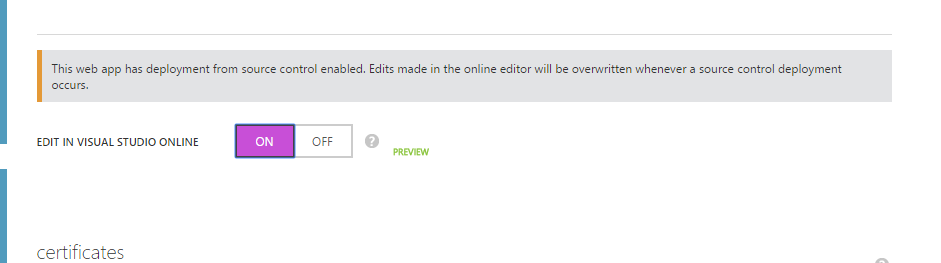 This web app has deployment from source control enabled. Edits made in the online editor will be overwritten whenever a source control deployment
occurs.
EDIT IN VISUAL STUDIO ONLINE ON OFF ? PREVIEW
certificates